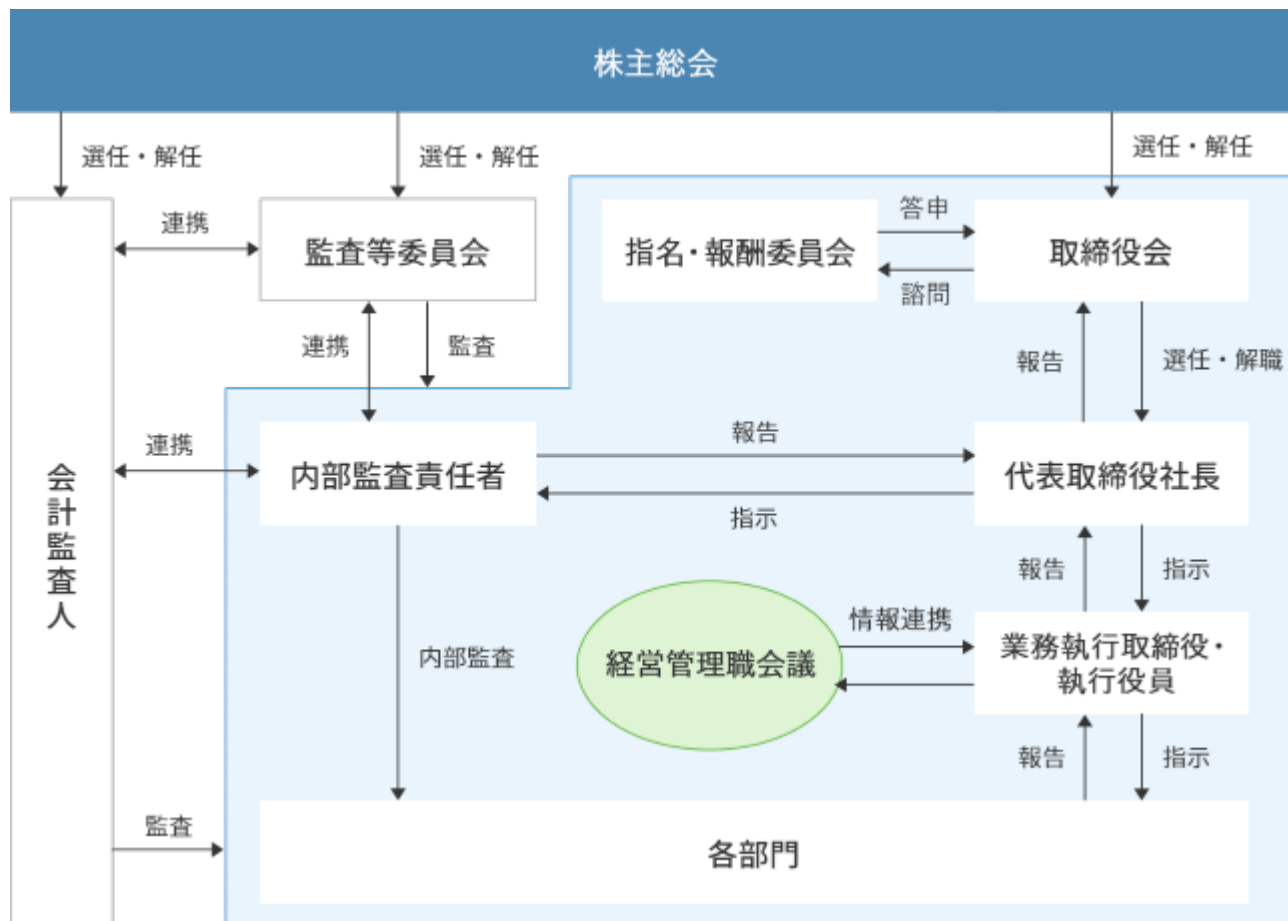 株主総会
選任・解任
選任・解任
選任・解任
連携
監査等委員会
指名・報酬委員会
答申
諮問
取締役会
連携
監査
報告
選任・解職
連携
内部監査責任者
報告
指示
代表取締役社長
会計監査人
報告
指示
内部監査
経営管理職会議
情報連携
業務執行取締役・
執行役員
報告
指示
監査
各部門